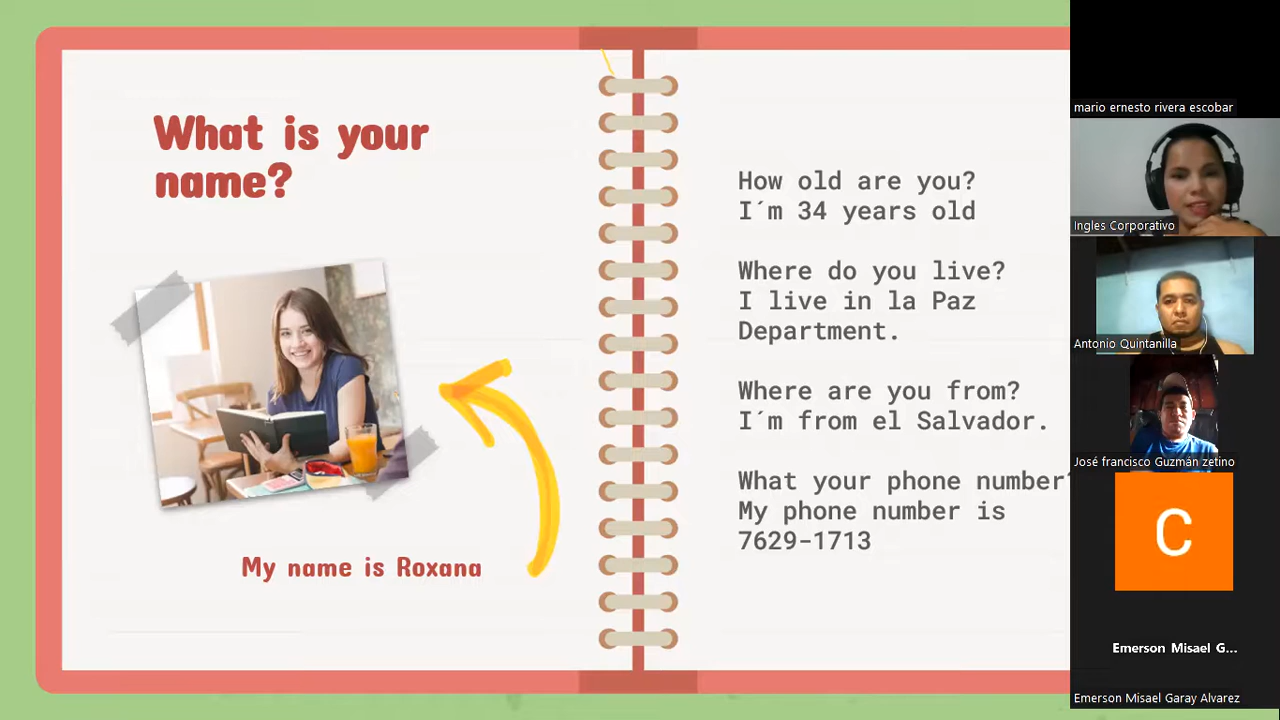 What is your
name?
My name is Roxana
How old are you?
I´m 34 years old
Where do you live?
I live in la Paz
Department.
Where are you from?
I´m from el Salvador.
What your phone number?
My phone number is
7629-1713
mario ernesto rivera escobar
Ingles Corporativo
Antonio Quintanilla
José francisco Guzmán zetino
C
Emerson Misael G...
Emerson Misael Garay Alvarez